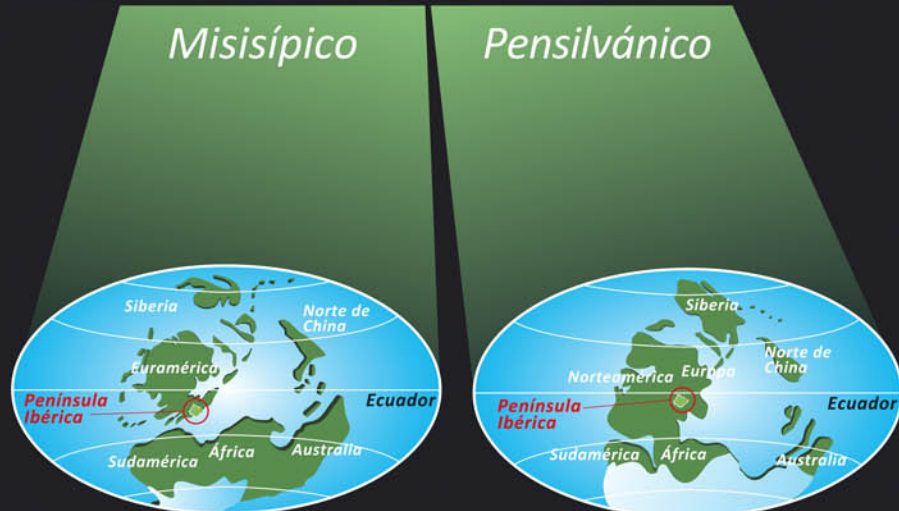 Misisípico
Pensilvánico
Siberia
Norte de
China
Euramérica
Península
Ibérica
Ecuador
Sudamérica
África
Australia
Siberia
Norteamérica
Europa
Norte de
China
Península
Ibérica
Ecuador
Sudamérica
África
Australia